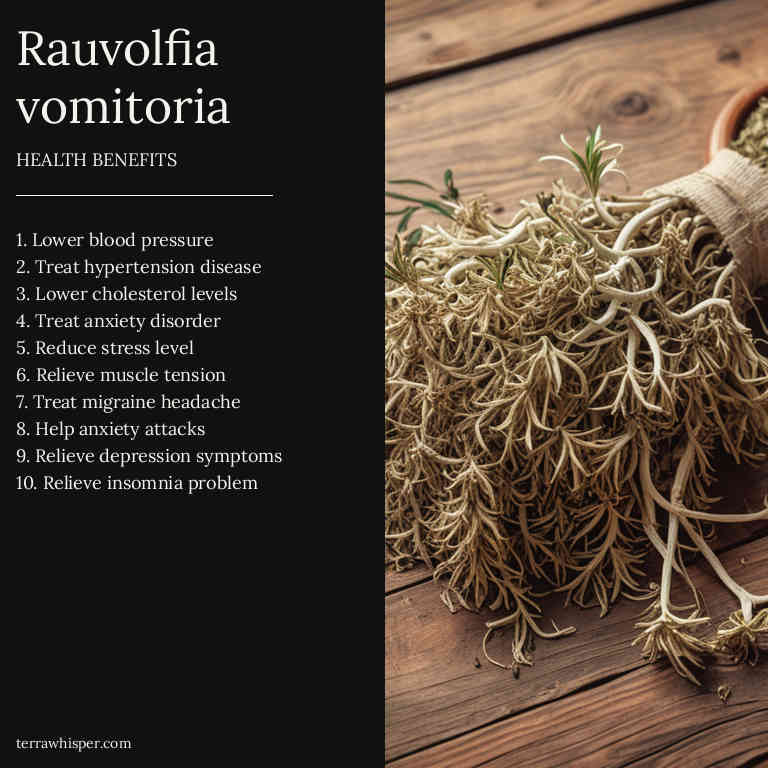 Rauvolfia
vomitoria
HEALTH BENEFITS
1. Lower blood pressure
2. Treat hypertension disease
3. Lower cholesterol levels
4. Treat anxiety disorder
5. Reduce stress level
6. Relieve muscle tension
7. Treat migraine headache
8. Help anxiety attacks
9. Relieve depression symptoms
10. Relieve insomnia problem
terrawhisper.com